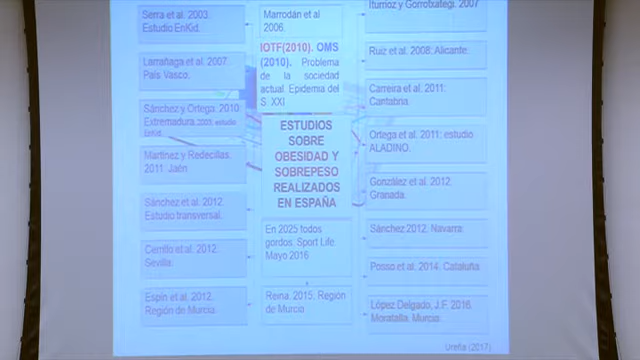 Serra et al. 2003.
Estudio EnKid.
Larrañaga et al. 2007.
País Vasco.
Sánchez y Ortega. 2010.
Extremadura.2003. estudio
EnKid.
Martínez y Redecillas.
2011. Jaén
Sánchez et al. 2012.
Estudio transversal.
Cerrillo et al. 2012.
Sevilla.
Espín et al. 2012.
Región de Murcia.
Marrodán et al
2006.
IOTF(2010). OMS
(2010). Problema
de la sociedad
actual. Epidemia del
S. XXI
ESTUDIOS
SOBRE
OBESIDAD Y
SOBREPESO
REALIZADOS
EN ESPAÑA
En 2025 todos
gordos. Sport Life.
Mayo 2016
Reina. 2015. Región
de Murcia
Iturrioz y Gorrotxategi. 2007
Ruiz et al. 2008: Alicante.
Carreira et al. 2011:
Cantabria.
Ortega et al. 2011: estudio
ALADINO.
González et al. 2012.
Granada.
Sánchez 2012. Navarra
Posso et al. 2014. Cataluña
López Delgado, J.F. 2016.
Moratalla. Murcia.
Ureña (2017)